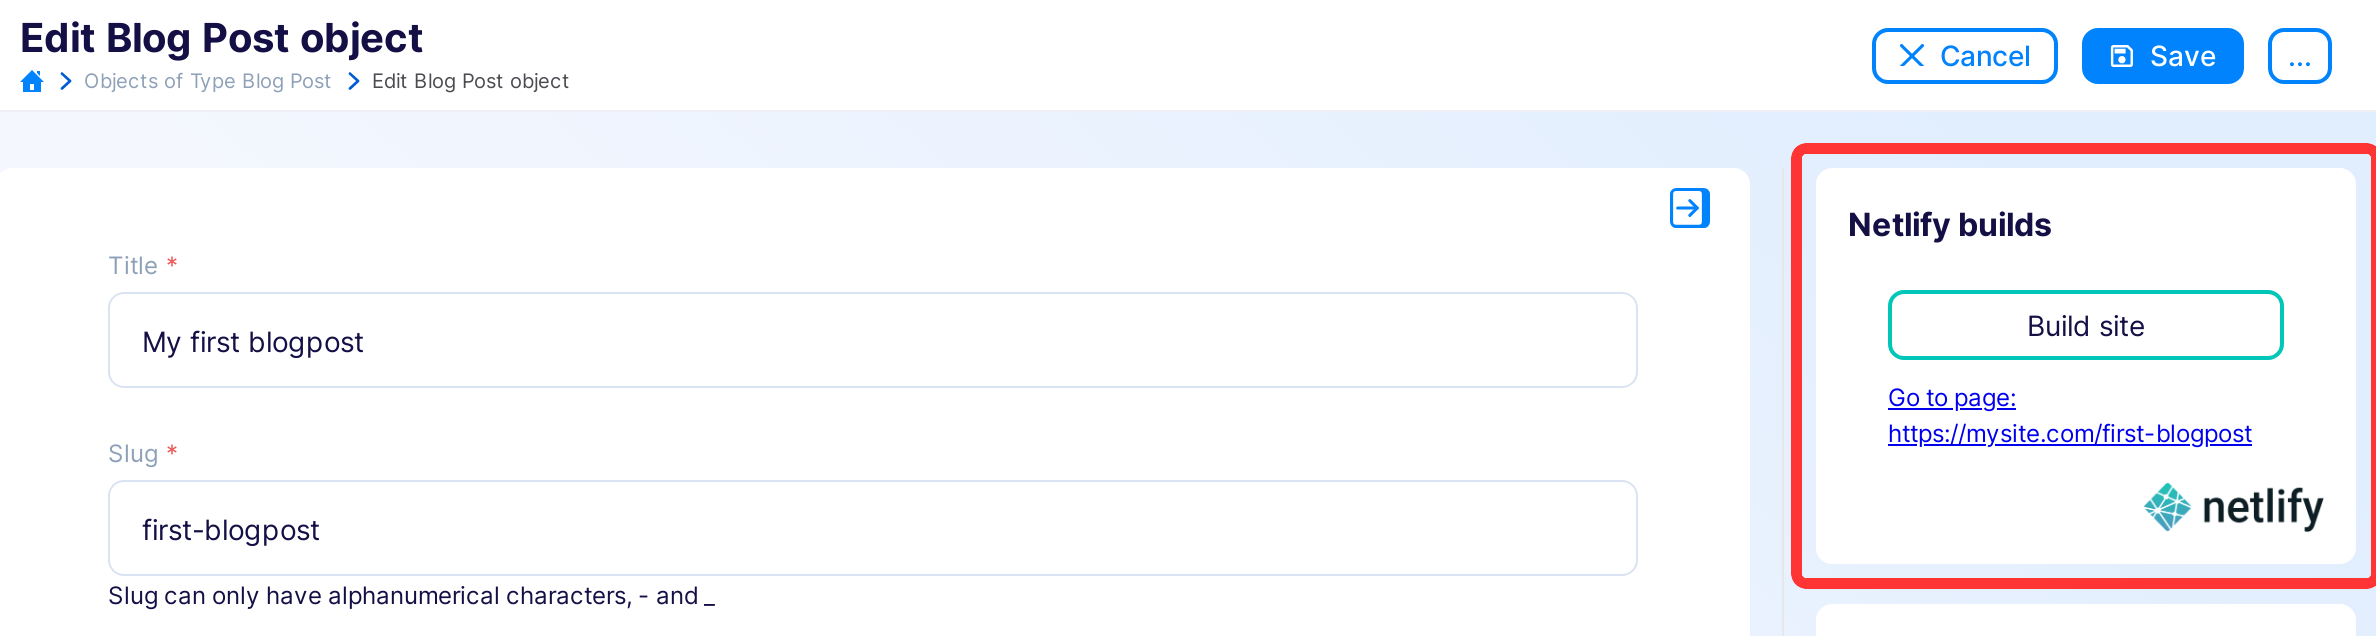 Edit Blog Post object
Objects of Type Blog Post Edit Blog Post object
Cancel
Save
...
Title *
My first blogpost
Slug *
first-blogpost
Slug can only have alphanumerical characters, - and _
Netlify builds
Build site
Go to page:
https://mysite.com/first-blogpost
netlify